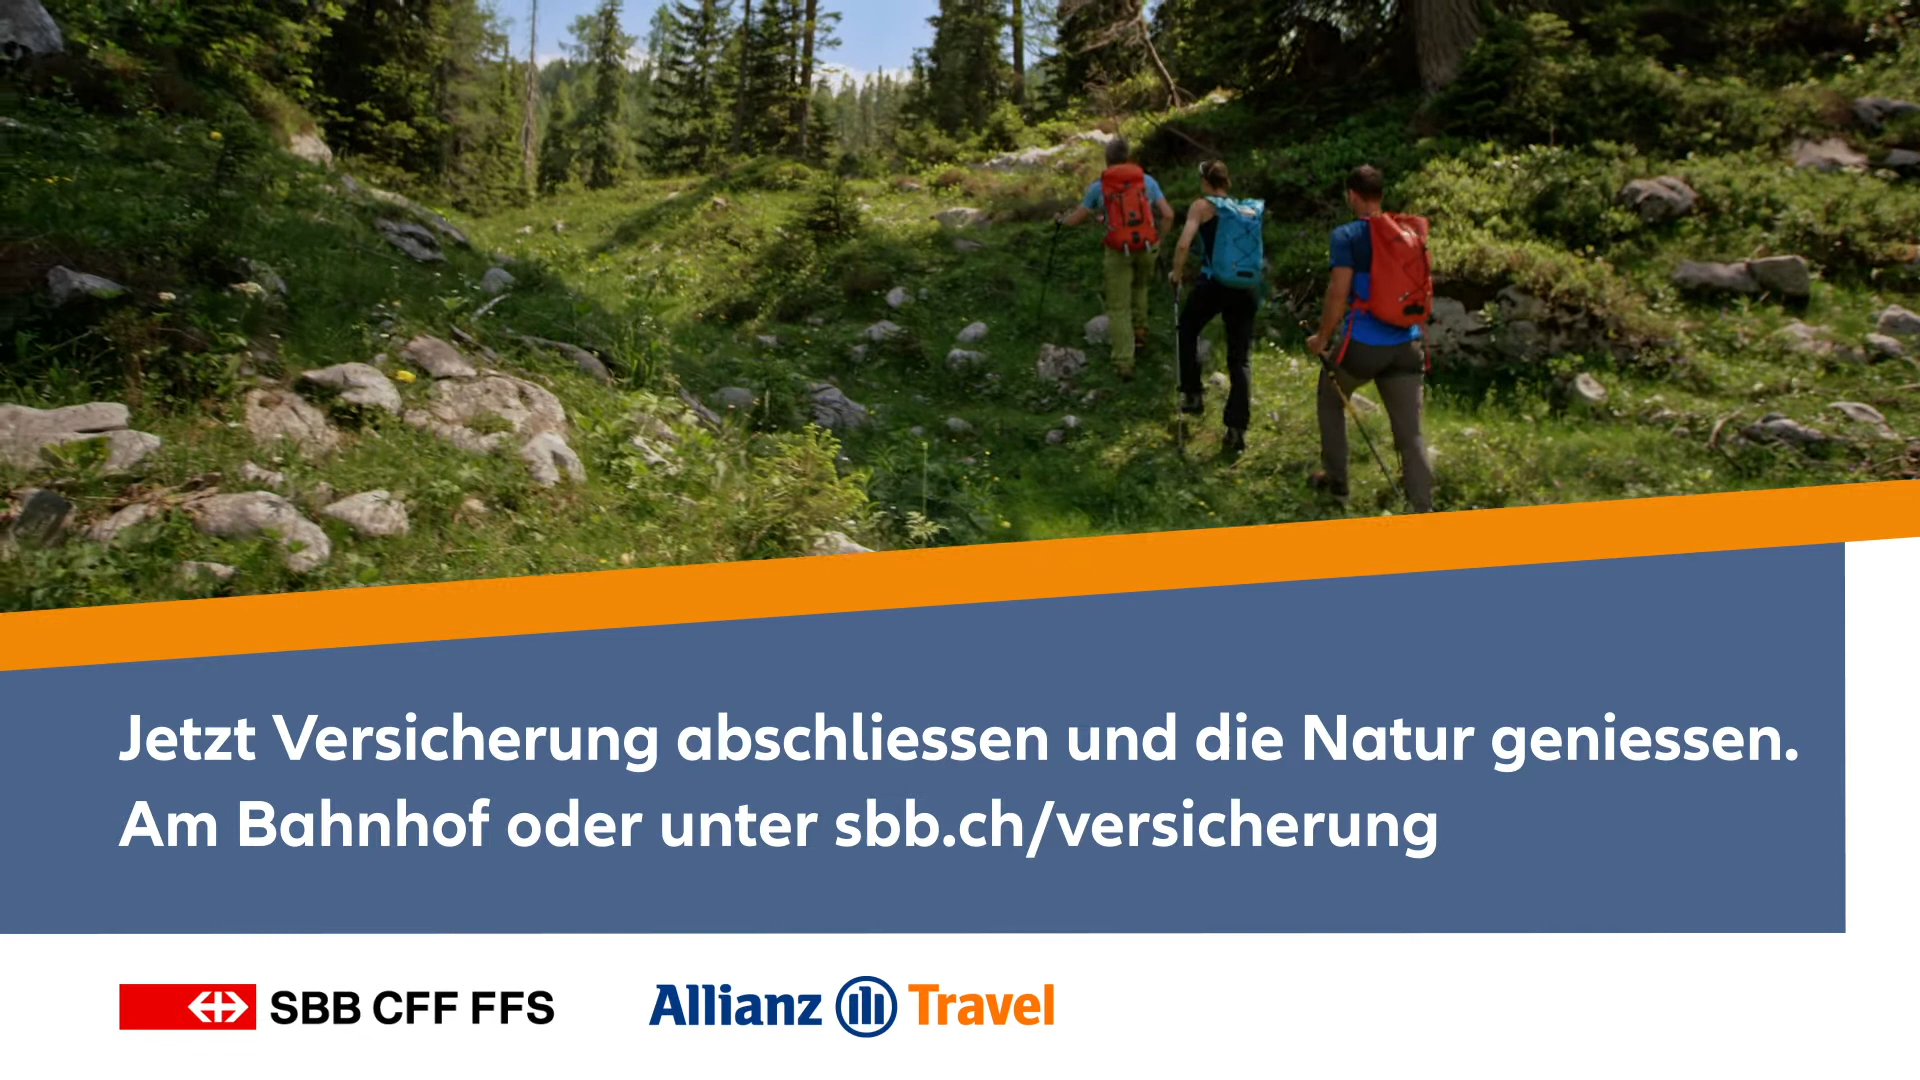 Jetzt Versicherung abschliessen und die Natur geniessen.
Am Bahnhof oder unter sbb.ch/versicherung
SBB CFF FFS
Allianz Travel